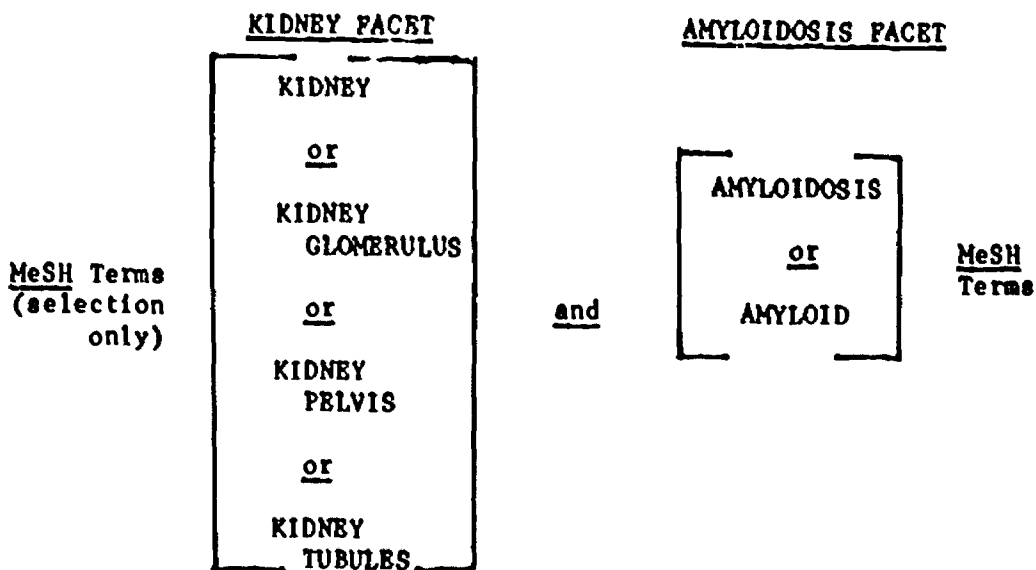 KIDNEY FACET
AMYLOIDOSIS FACET
MeSH Terms
(selection
only)
KIDNEY
or
KIDNEY
GLOMERULUS
or
KIDNEY
PELVIS
or
KIDNEY
TUBULES
and
AMYLOIDOSIS
or
AMYLOID
MeSH
Terms